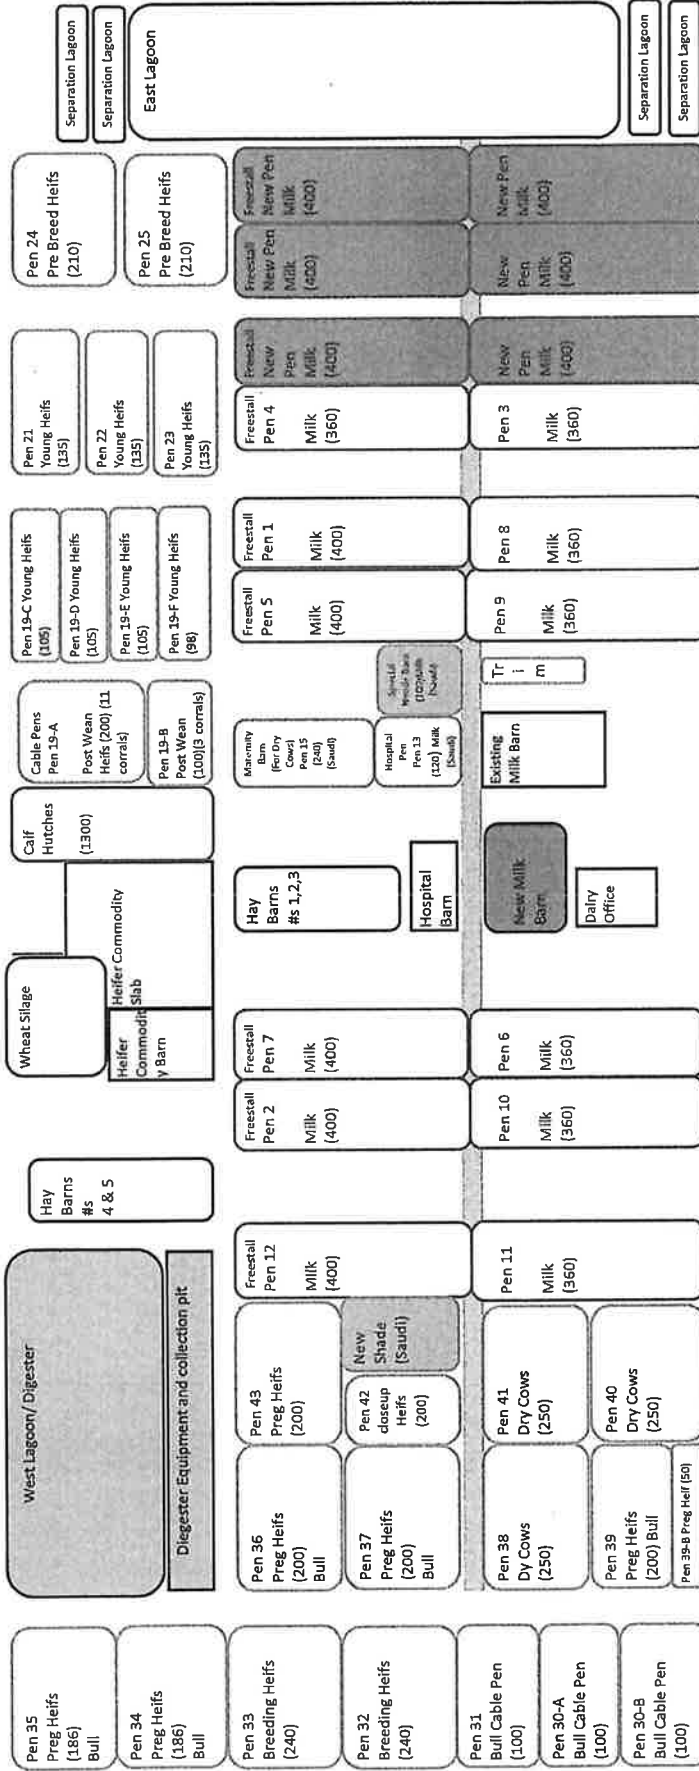 Pen 35
Preg Heifs
(186)
Bull
Pen 34
Preg Heifs
(186)
Bull
Pen 33
Breeding Heifs
(240)
Pen 32
Breeding Heifs
(240)
Pen 31
Bull Cable Pen
(100)
Pen 30-A
Bull Cable Pen
(100)
Pen 30-B
Bull Cable Pen
(100)
West Lagoon/ Digester
Diegester Equipment and collection pit
Pen 36
Preg Heifs
(200)
Bull
Pen 37
Preg Heifs
(200)
Bull
Pen 38
Dy Cows
(250)
Pen 39
Preg Heifs
(200) Bull
Pen 39-B Preg Heif (50)
Pen 43
Preg Heifs
(200)
Pen 42
closeup
Heifs
(200)
New
Shade
(Saudi)
Pen 41
Dry Cows
(250)
Pen 40
Dry Cows
(250)
Freestall
Pen 12
Milk
(400)
Pen 11
Milk
(360)
Hay
Barns
#s
4 & 5
Freestall
Pen 2
Milk
(400)
Pen 10
Milk
(360)
Freestall
Pen 7
Milk
(400)
Pen 6
Milk
(360)
Wheat Silage
Heifer
Commodit
y Barn
Heifer Commodity
Slab
Calf
Hutches
(1300)
Hay
Barns
#s 1,2,3
Hospital
Barn
New Milk
Barn
Dairy
Office
Cable Pens
Pen 19-A
Post Wean
Heifs (200) (11
corrals)
Pen 19-B
Post Wean
(100)(3 corrals)
Maternity
Barn
(For Dry
Cows)
Pen 15
(240)
(Saudi)
Hospital
Pen
Pen 13
(120) Milk
(Saudi)
Existing
Milk Barn
Special
(Saudi)
Tr
i
m
Pen 19-C Young Heifs
(105)
Pen 19-D Young Heifs
(105)
Pen 19-E Young Heifs
(105)
Pen 19-F Young Heifs
(98)
Freestall
Pen 5
Milk
(400)
Pen 9
Milk
(360)
Freestall
Pen 1
Milk
(400)
Pen 8
Milk
(360)
Pen 21
Young Heifs
(135)
Pen 22
Young Heifs
(135)
Pen 23
Young Heifs
(135)
Freestall
Pen 4
Milk
(360)
Pen 3
Milk
(360)
Freestall
New
Pen
Milk
(400)
New
Pen
Milk
(400)
Pen 24
Pre Breed Heifs
(210)
Pen 25
Pre Breed Heifs
(210)
Freestall
New Pen
Milk
(400)
New
Pen
Milk
(400)
Freestall
New Pen
Milk
(400)
New Pen
Milk
(400)
Separation Lagoon
Separation Lagoon
East Lagoon
Separation Lagoon
Separation Lagoon